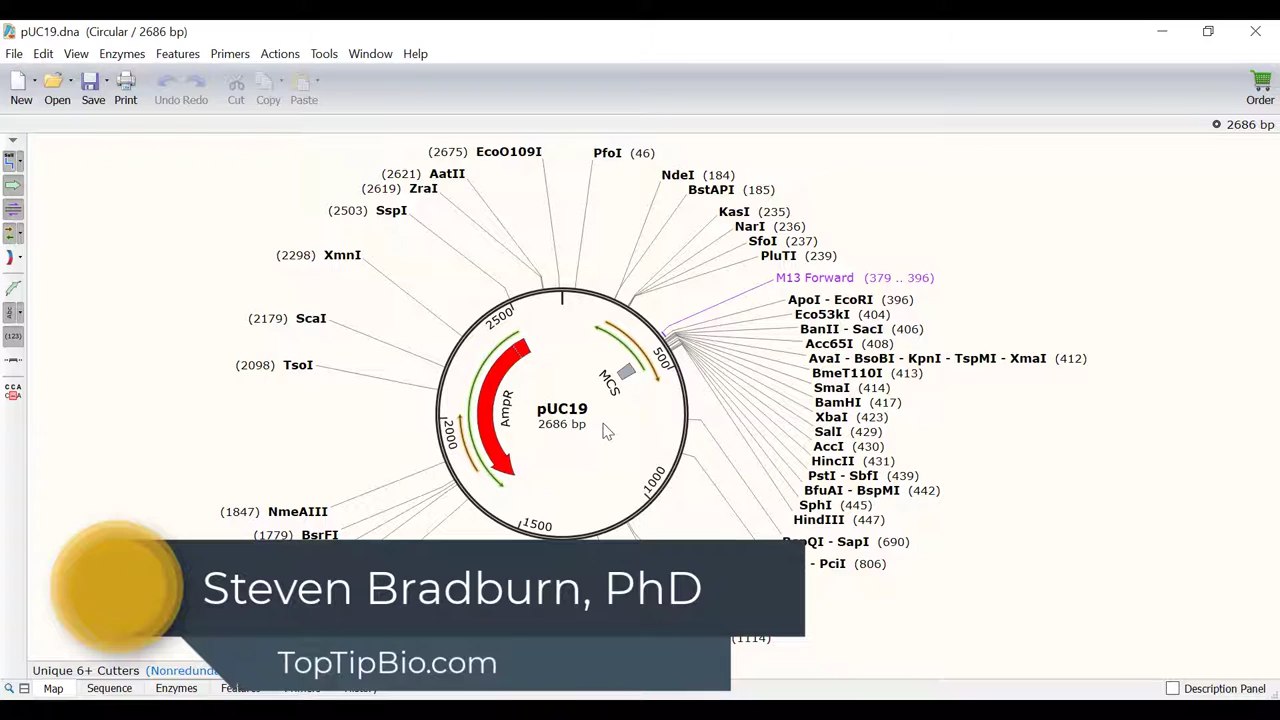 pUC19.dna (Circular / 2686 bp)
File Edit View Enzymes Features Primers Actions Tools Window Help
New Open Save Print Undo Redo Cut Copy Paste Order
2686 bp
(2675) EcoO109I
PfoI (46)
(2621) AatII
NdeI (184)
(2619) ZraI
BstAPI (185)
(2503) SspI
KasI (235)
NarI (236)
SfoI (237)
(2298) XmnI
PluTI (239)
M13 Forward (379 .. 396)
ApoI - EcoRI (396)
Eco53kI (404)
(2179) ScaI
BanII - SacI (406)
Acc65I (408)
AvaI - BsoBI - KpnI - TspMI - XmaI (412)
(2098) TsoI
BmeT110I (413)
SmaI (414)
BamHI (417)
XbaI (423)
SalI (429)
AccI (430)
HincII (431)
PstI - SbfI (439)
BfuAI - BspMI (442)
SphI (445)
(1847) NmeAIII
HindIII (447)
(1779) BsrFI
BspQI - SapI (690)
- PciI (806)
2500
500
MCS
AmpR
pUC19
2686 bp
2000
1000
1500
Steven Bradburn, PhD
(1114)
TopTipBio.com
Unique 6+ Cutters (Nonredund
Map Sequence Enzymes
Description Panel